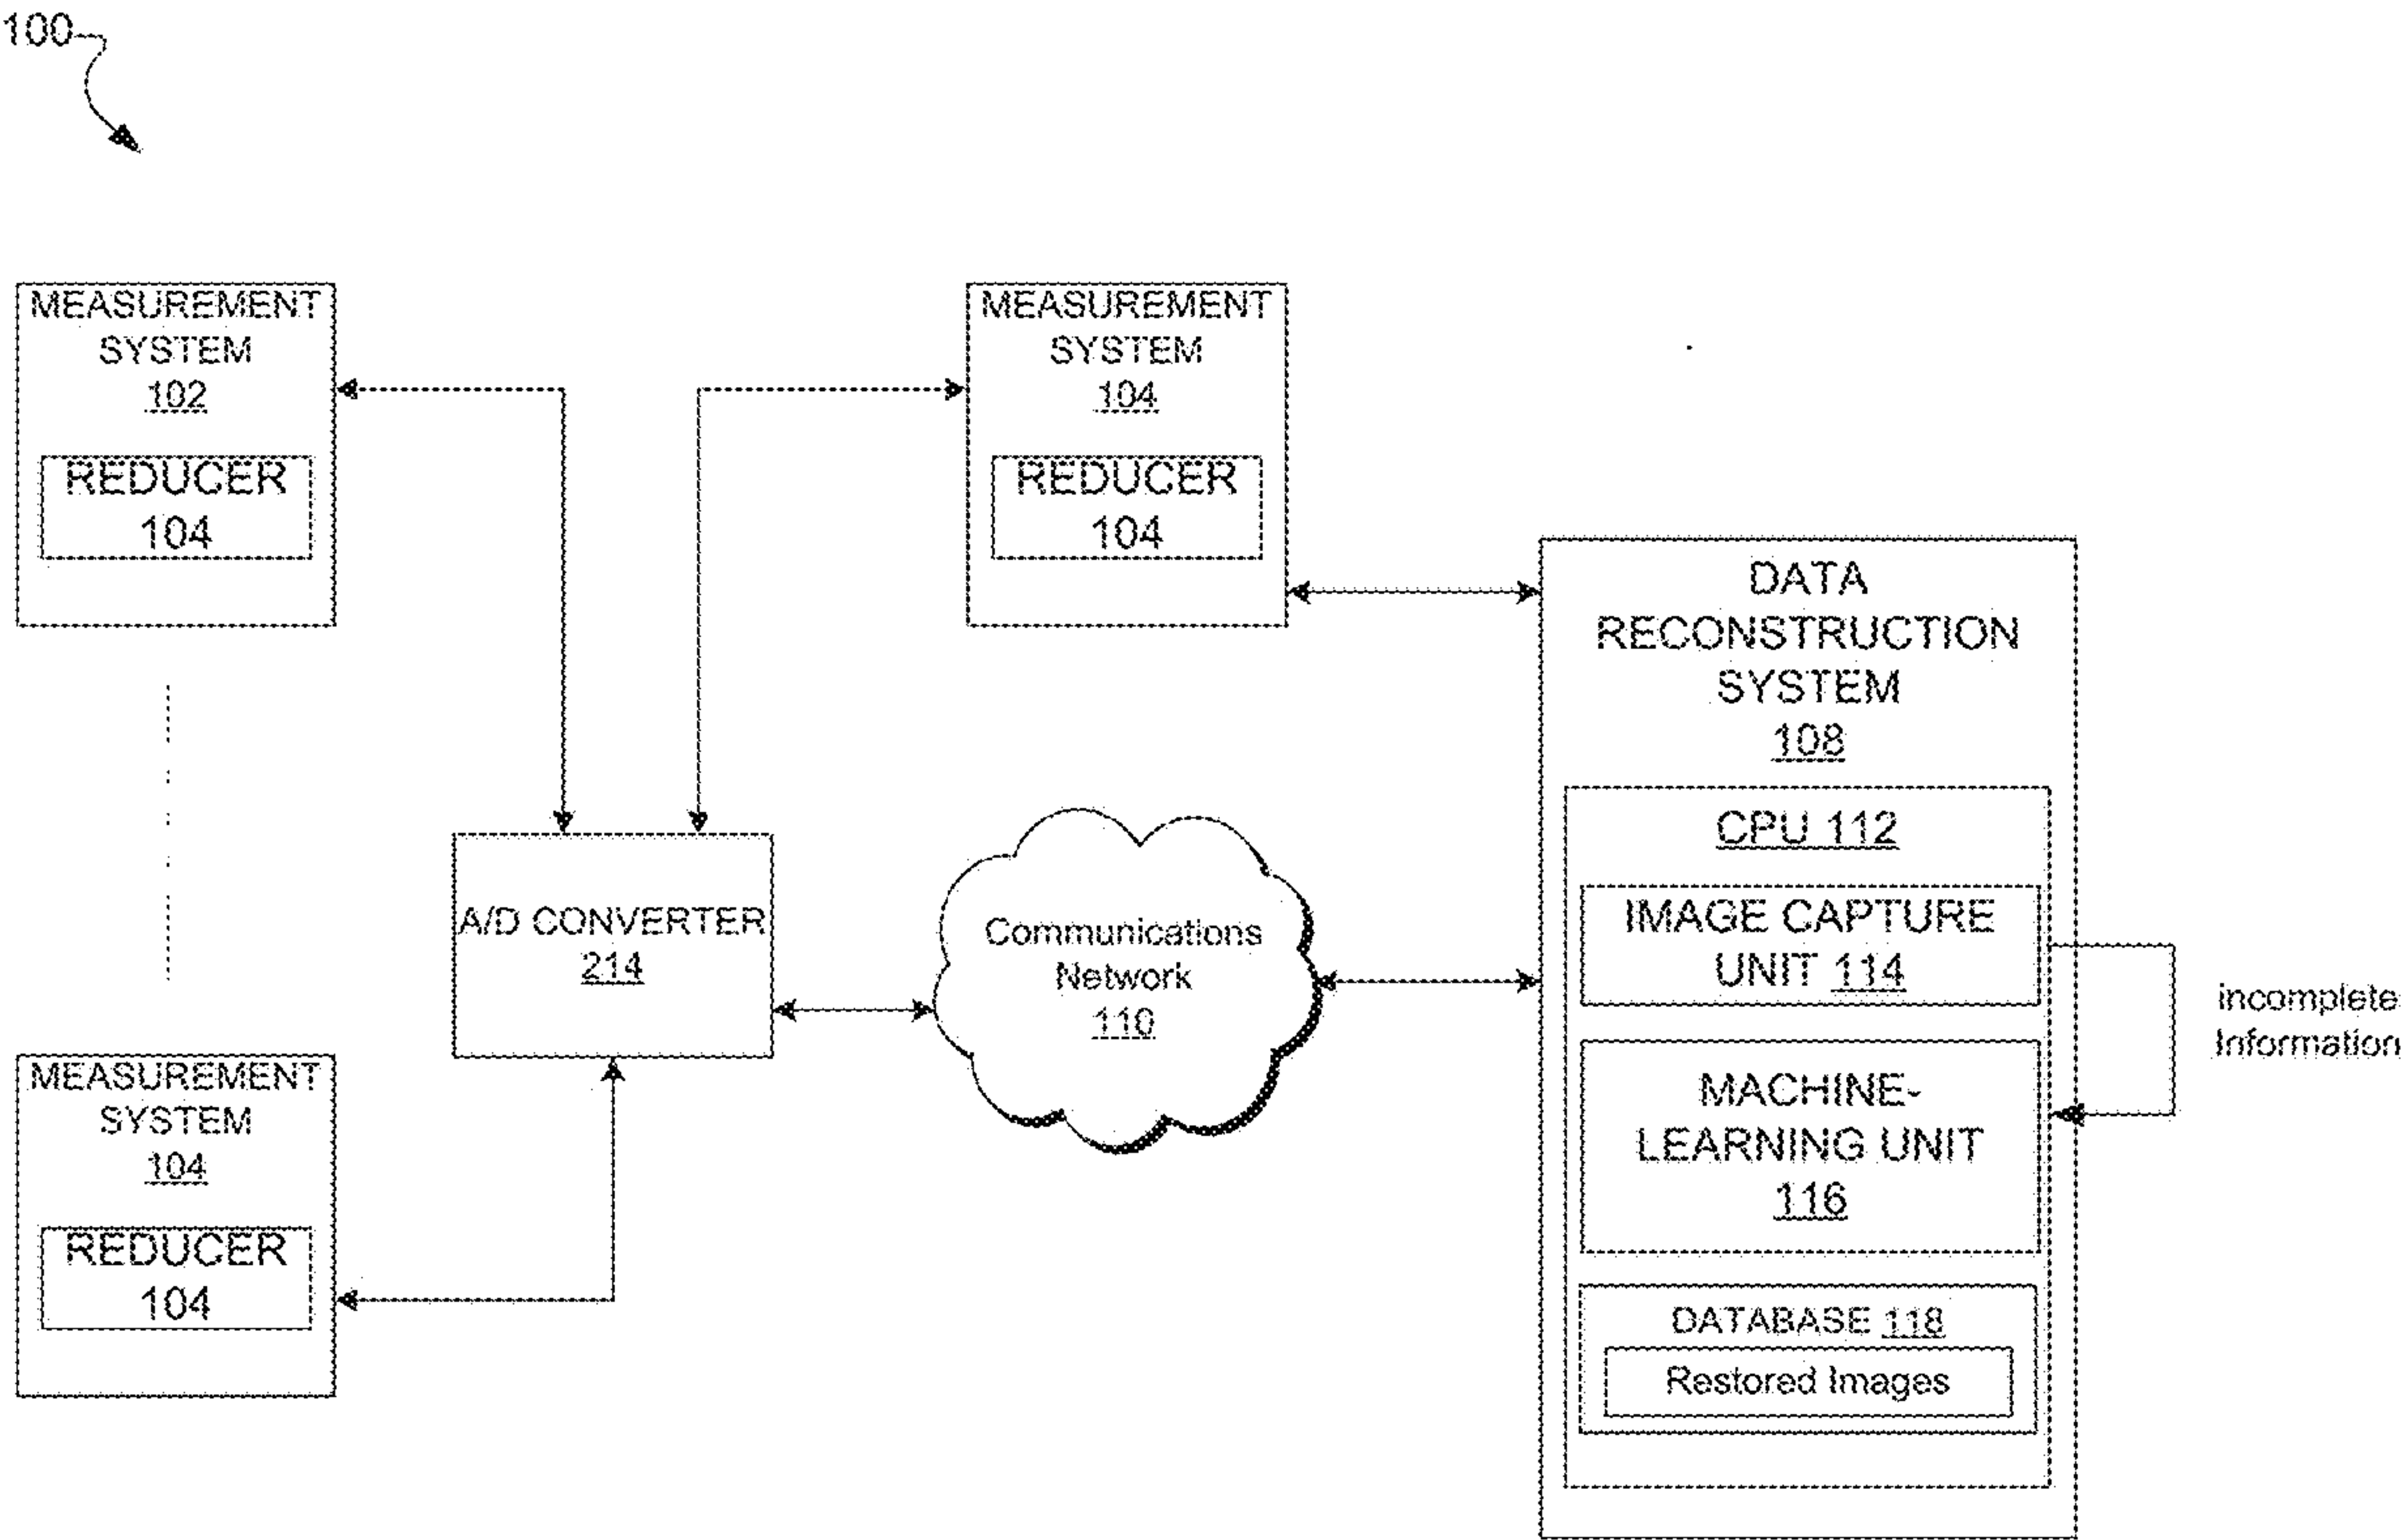 100
MEASUREMENT
SYSTEM
102
REDUCER
104
MEASUREMENT
SYSTEM
104
REDUCER
104
MEASUREMENT
SYSTEM
104
REDUCER
104
A/D CONVERTER
214
Communications
Network
110
DATA
RECONSTRUCTION
SYSTEM
108
CPU 112
IMAGE CAPTURE
UNIT 114
MACHINE-
LEARNING UNIT
116
DATABASE 118
Restored Images
incomplete
Information